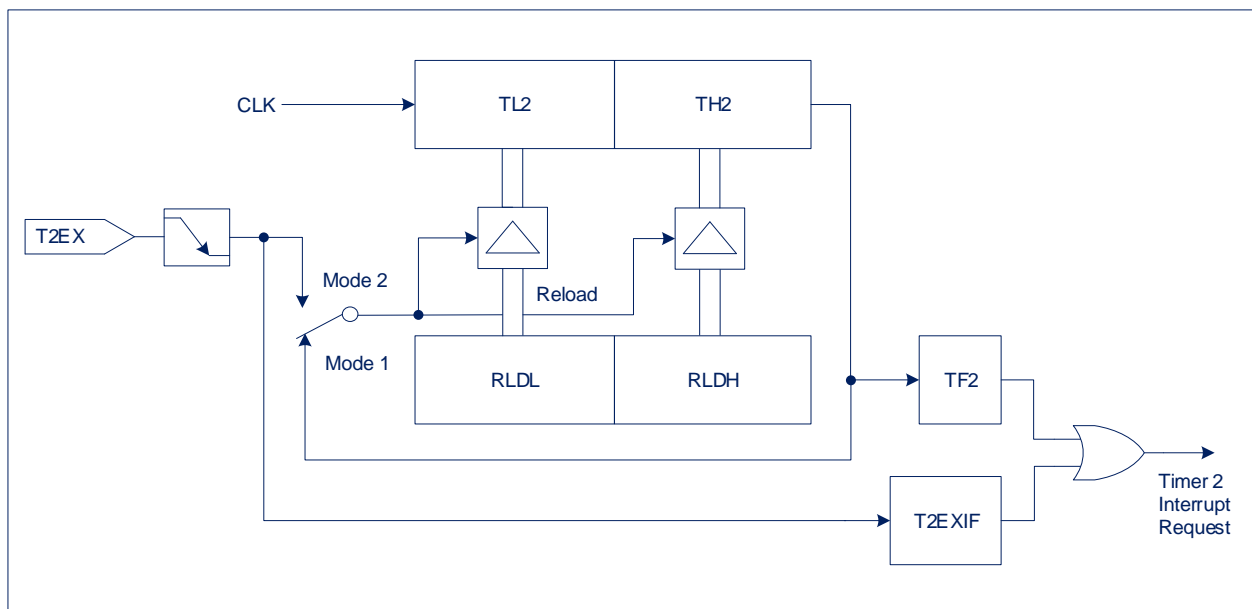 CLK
TL2
TH2
T2EX
Mode 2
Reload
Mode 1
RLDL
RLDH
TF2
T2EXIF
Timer 2
Interrupt
Request